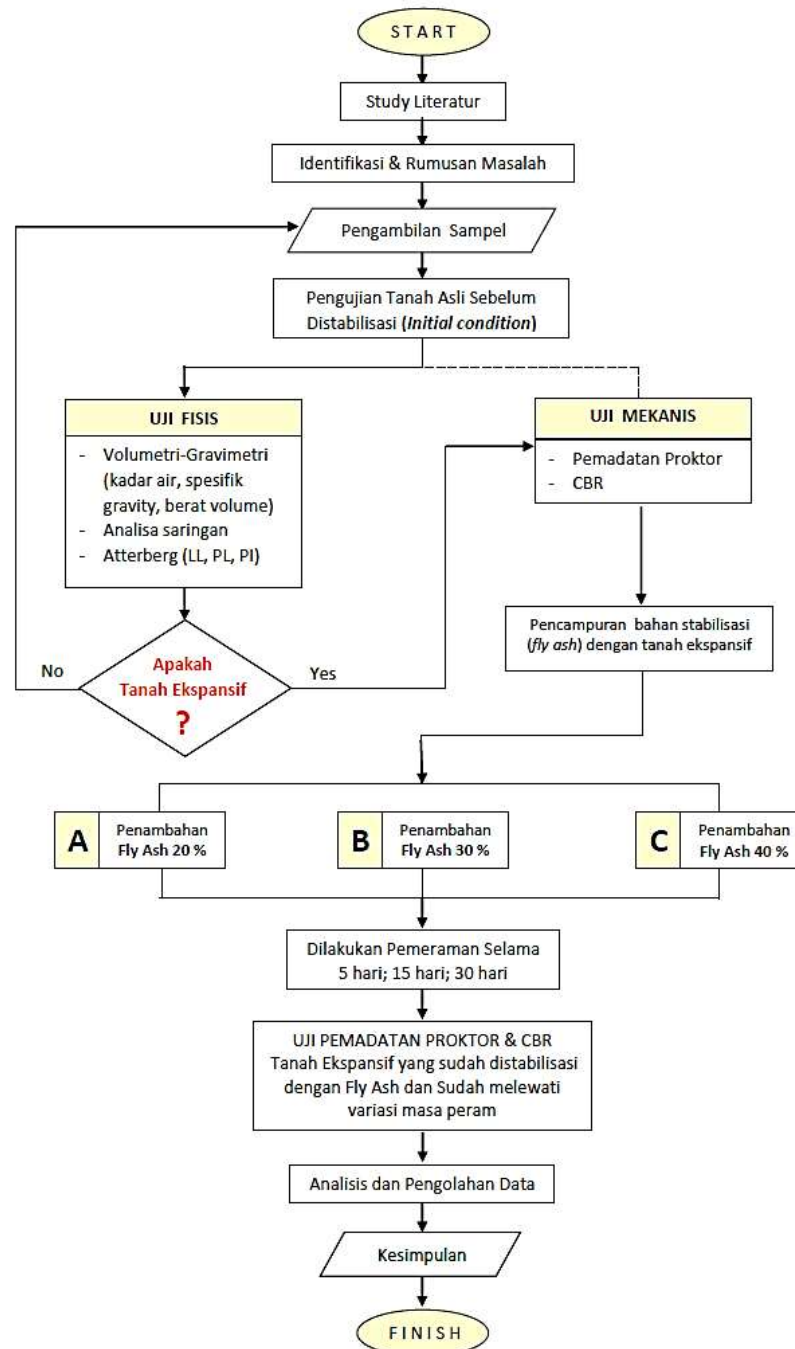 START
Study Literatur
Identifikasi & Rumusan Masalah
Pengambilan Sampel
Pengujian Tanah Asli Sebelum
Distabilisasi (Initial condition)
UJI FISIS
- Volumetri-Gravimetri
(kadar air, spesifik
gravity, berat volume)
- Analisa saringan
- Atterberg (LL, PL, PI)
UJI MEKANIS
- Pemadatan Proktor
- CBR
No
Apakah
Tanah Ekspansif
?
Yes
Pencampuran bahan stabilisasi
(fly ash) dengan tanah ekspansif
A
Penambahan
Fly Ash 20 %
B
Penambahan
Fly Ash 30 %
C
Penambahan
Fly Ash 40 %
Dilakukan Pemeraman Selama
5 hari; 15 hari; 30 hari
UJI PEMADATAN PROKTOR & CBR
Tanah Ekspansif yang sudah distabilisasi
dengan Fly Ash dan Sudah melewati
variasi masa peram
Analisis dan Pengolahan Data
Kesimpulan
FINISH